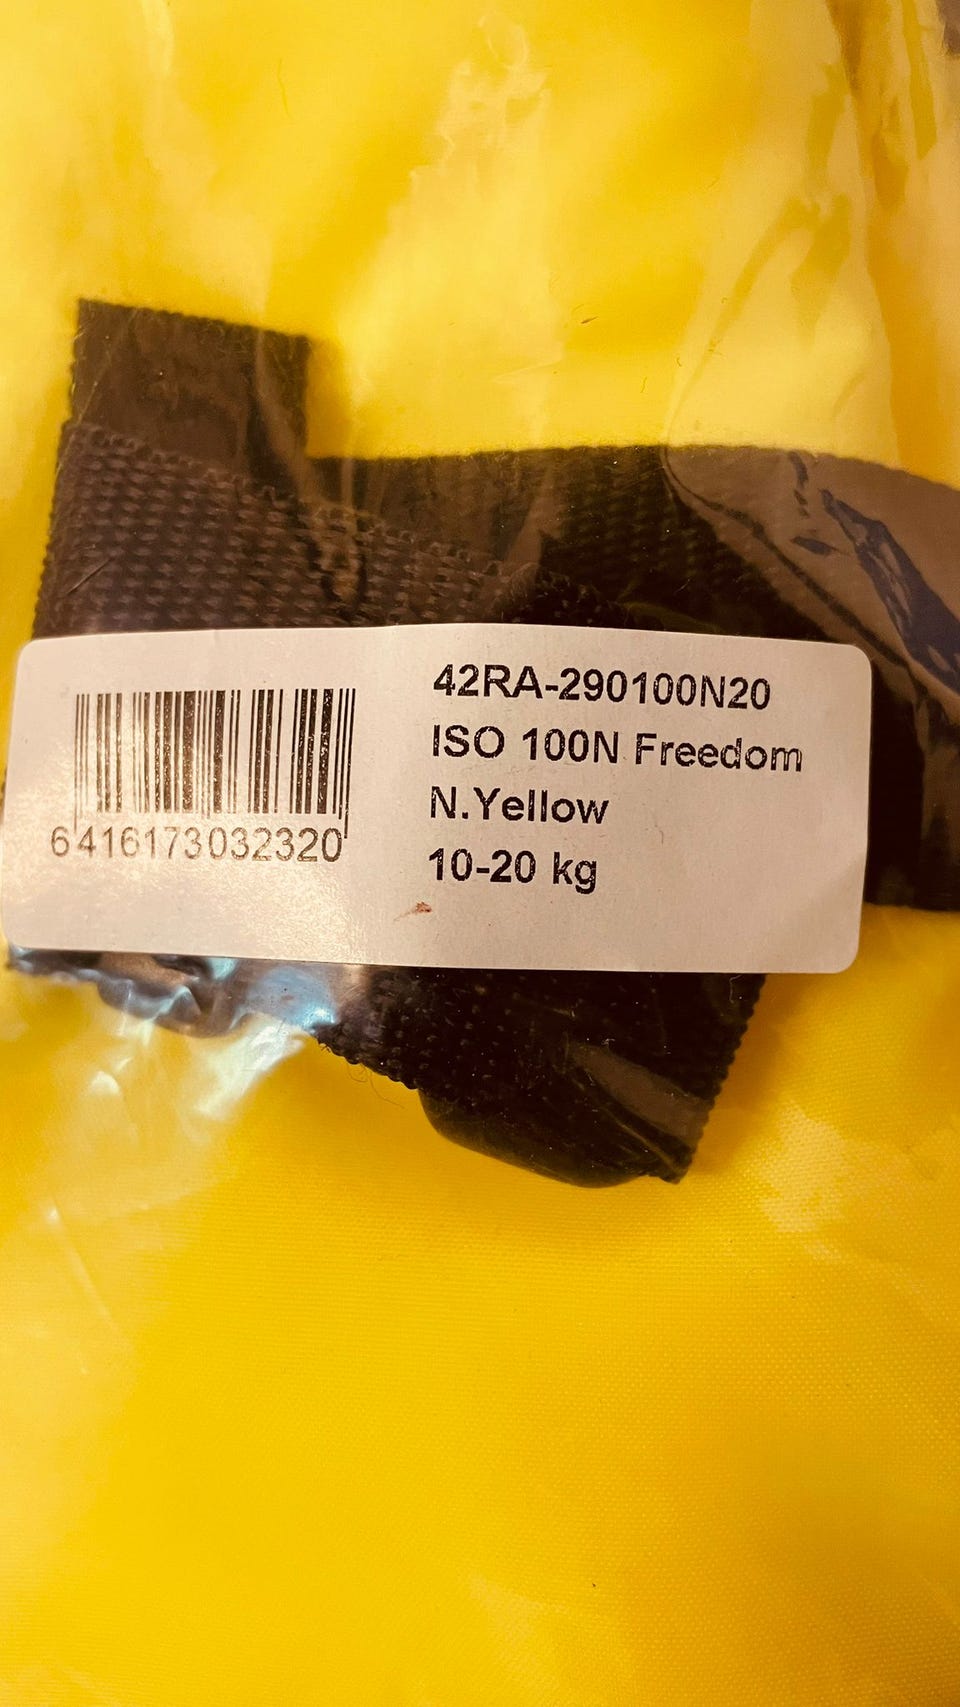 42RA-290100N20
ISO 100N Freedom
N.Yellow
10-20 kg
6416173032320